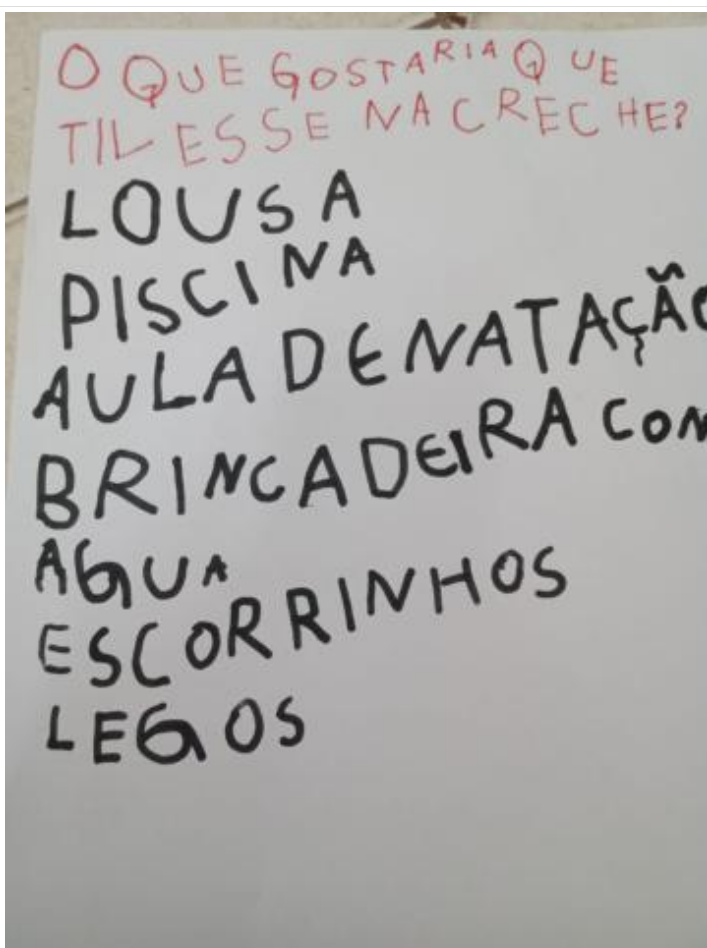 O QUE GOSTARIA QUE
TIVESSE NA CRECHE?
LOUSA
PISCINA
AULA DE NATAÇÃO
BRINCADEIRA COM
AGUA
ESCORRINHOS
LEGOS